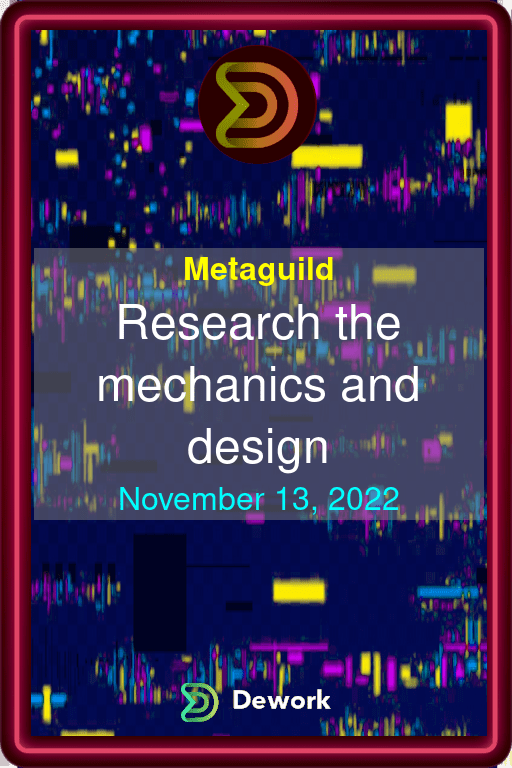 Metaguild
Research the
mechanics and
design
November 13, 2022
Dework